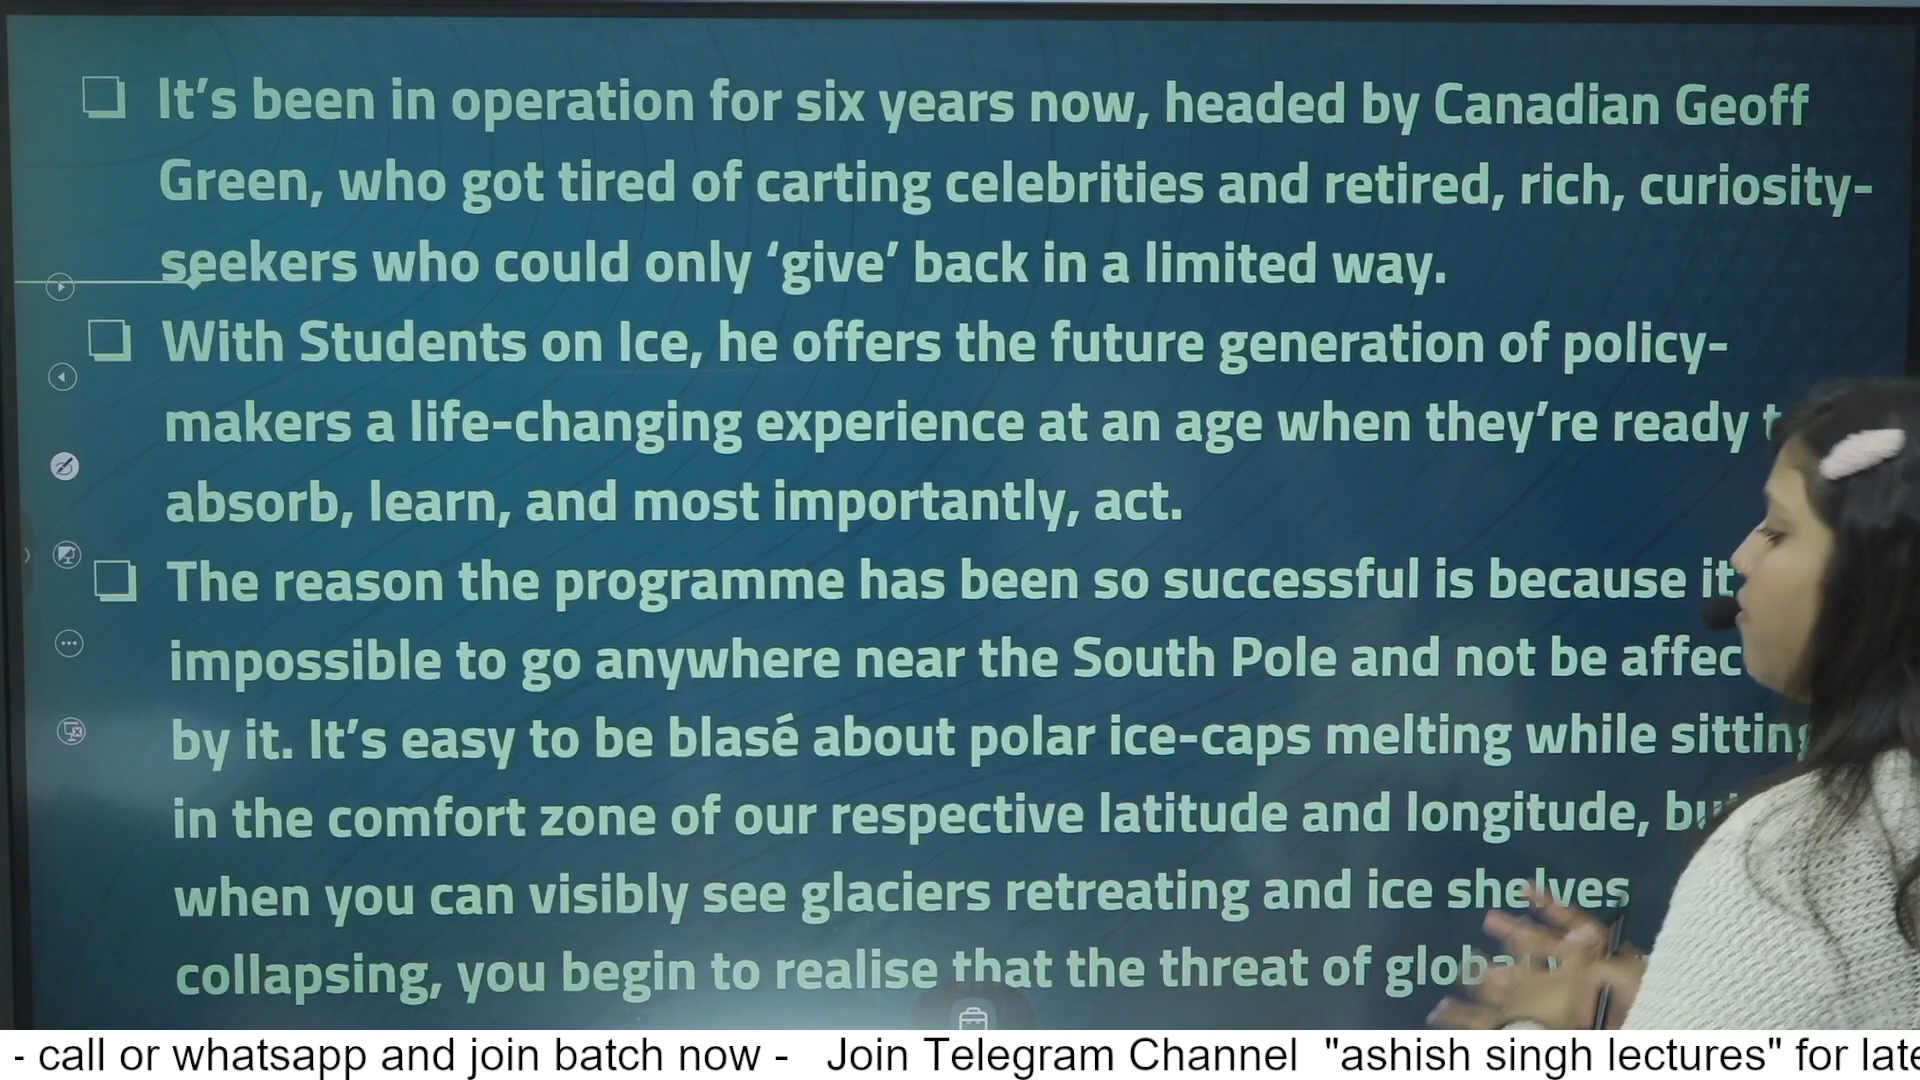 It's been in operation for six years now, headed by Canadian Geoff
Green, who got tired of carting celebrities and retired, rich, curiosity-
seekers who could only ‘give’ back in a limited way.
With Students on Ice, he offers the future generation of policy-
makers a life-changing experience at an age when they're ready
absorb, learn, and most importantly, act.
The reason the programme has been so successful is because
impossible to go anywhere near the South Pole and not be
by it. It's easy to be blasé about polar ice-caps melting while sitting
in the comfort zone of our respective latitude and longitude,
when you can visibly see glaciers retreating and ice shelves
collapsing, you begin to realise that the threat of
- call or whatsapp and join batch now - Join Telegram Channel "ashish singh lectures" for